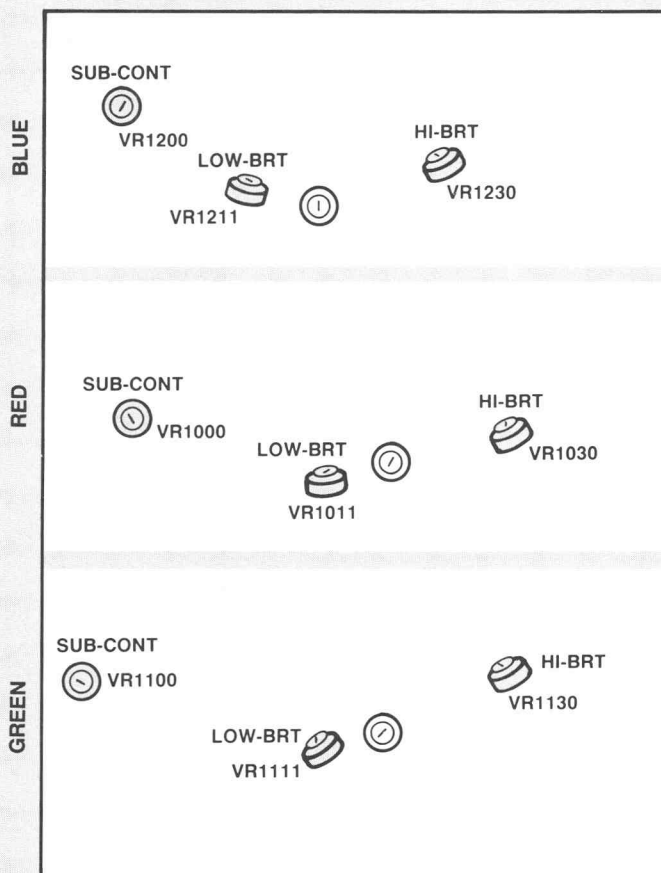 BLUE
SUB-CONT
VR1200
LOW-BRT
VR1211
HI-BRT
VR1230
RED
SUB-CONT
VR1000
LOW-BRT
VR1011
HI-BRT
VR1030
GREEN
SUB-CONT
VR1100
LOW-BRT
VR1111
HI-BRT
VR1130